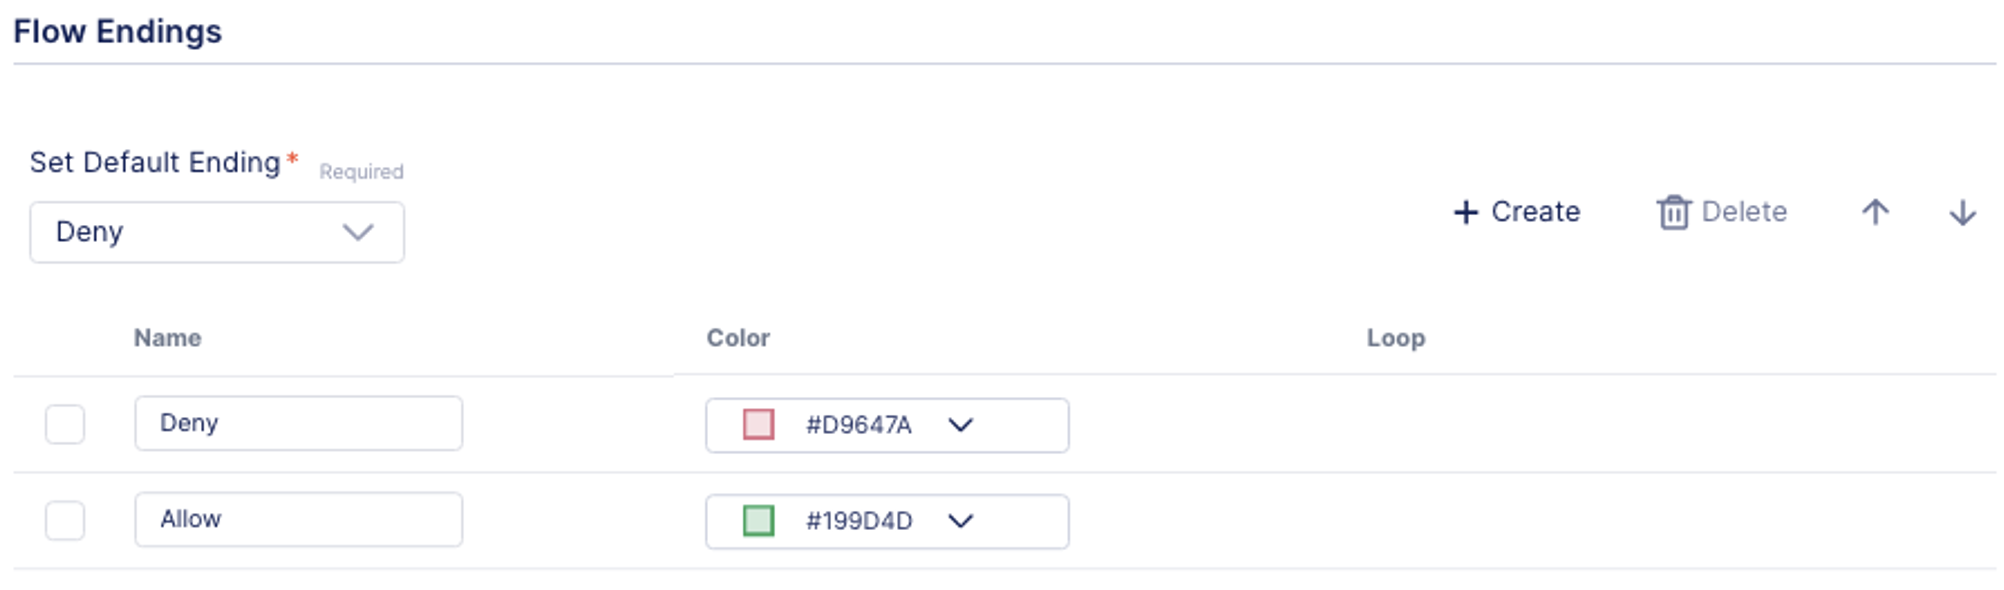 Flow Endings
Set Default Ending* Required
Deny
Create Delete
Name Color Loop
Deny #D9647A
Allow #199D4D